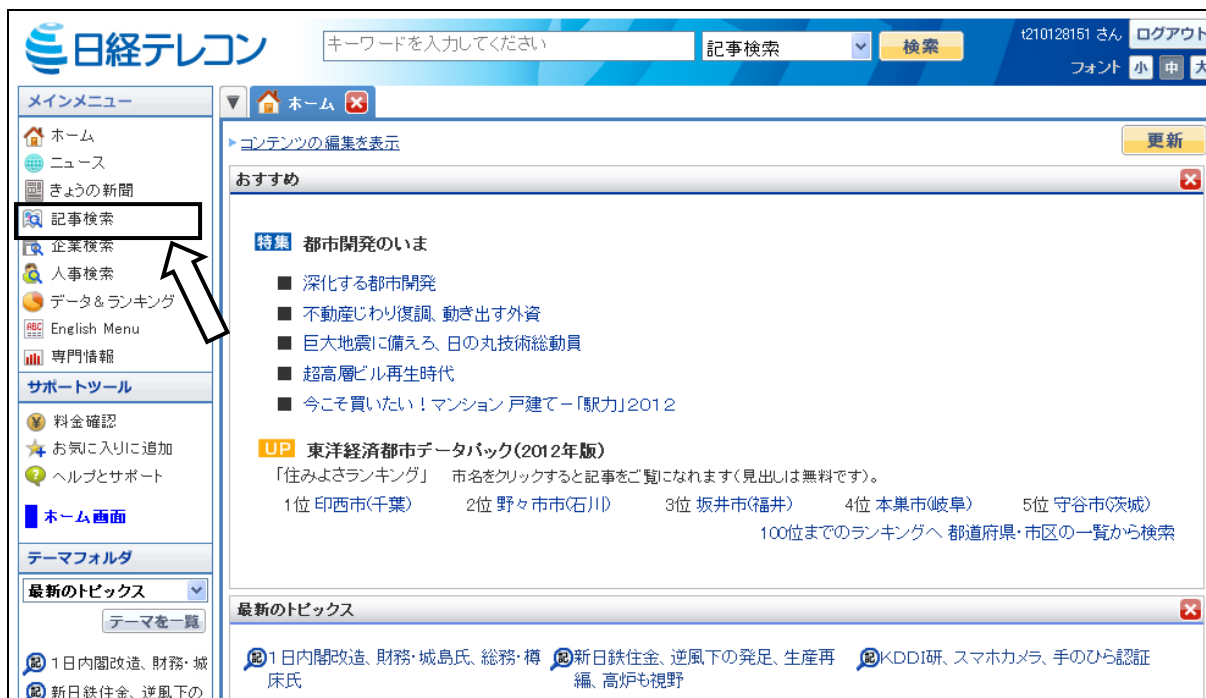 日経テレコン
キーワードを入力してください
記事検索
検索
t210128151 さん
ログアウト
フォント 小 中 大
メインメニュー
ホーム
ニュース
きょうの新聞
記事検索
企業検索
人事検索
データ&ランキング
English Menu
専門情報
サポートツール
料金確認
お気に入りに追加
ヘルプとサポート
ホーム画面
テーマフォルダ
最新のトピックス
テーマを一覧
1日内閣改造、財務・城
新日鉄住金、逆風下の
▼ ホーム
コンテンツの編集を表示
更新
おすすめ
特集 都市開発のいま
■ 深化する都市開発
■ 不動産じわり復調、動き出す外資
■ 巨大地震に備えろ、日の丸技術総動員
■ 超高層ビル再生時代
■ 今こそ買いたい！マンション 戸建て－「駅力」2012
UP 東洋経済都市データパック(2012年版)
「住みよさランキング」 市名をクリックすると記事をご覧になれます(見出しは無料です)。
1位 印西市(千葉) 2位 野々市市(石川) 3位 坂井市(福井) 4位 本巣市(岐阜) 5位 守谷市(茨城)
100位までのランキングへ 都道府県・市区の一覧から検索
最新のトピックス
記 1日内閣改造、財務・城島氏、総務・樽
床氏
記 新日鉄住金、逆風下の発足、生産再
編、高炉も視野
記 KDDI研、スマホカメラ、手のひら認証